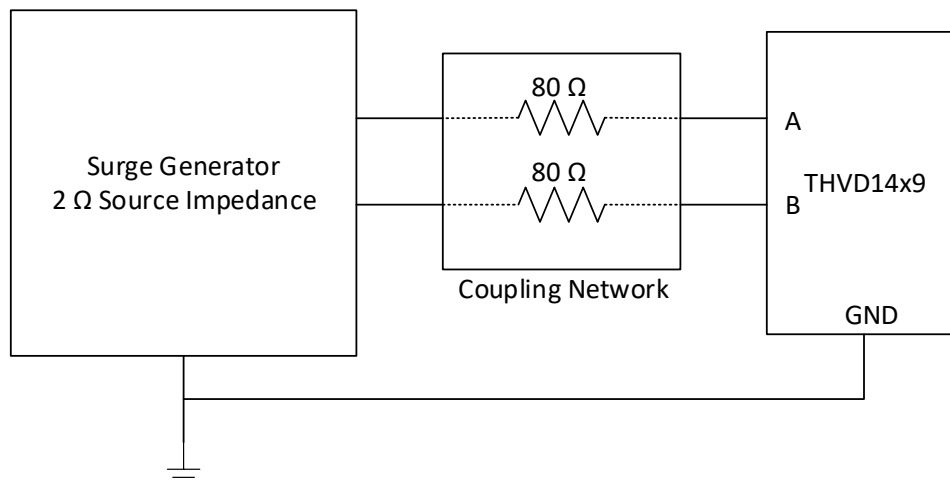 Surge Generator
2 Ω Source Impedance
80 Ω
80 Ω
Coupling Network
A
THVD14x9
B
GND